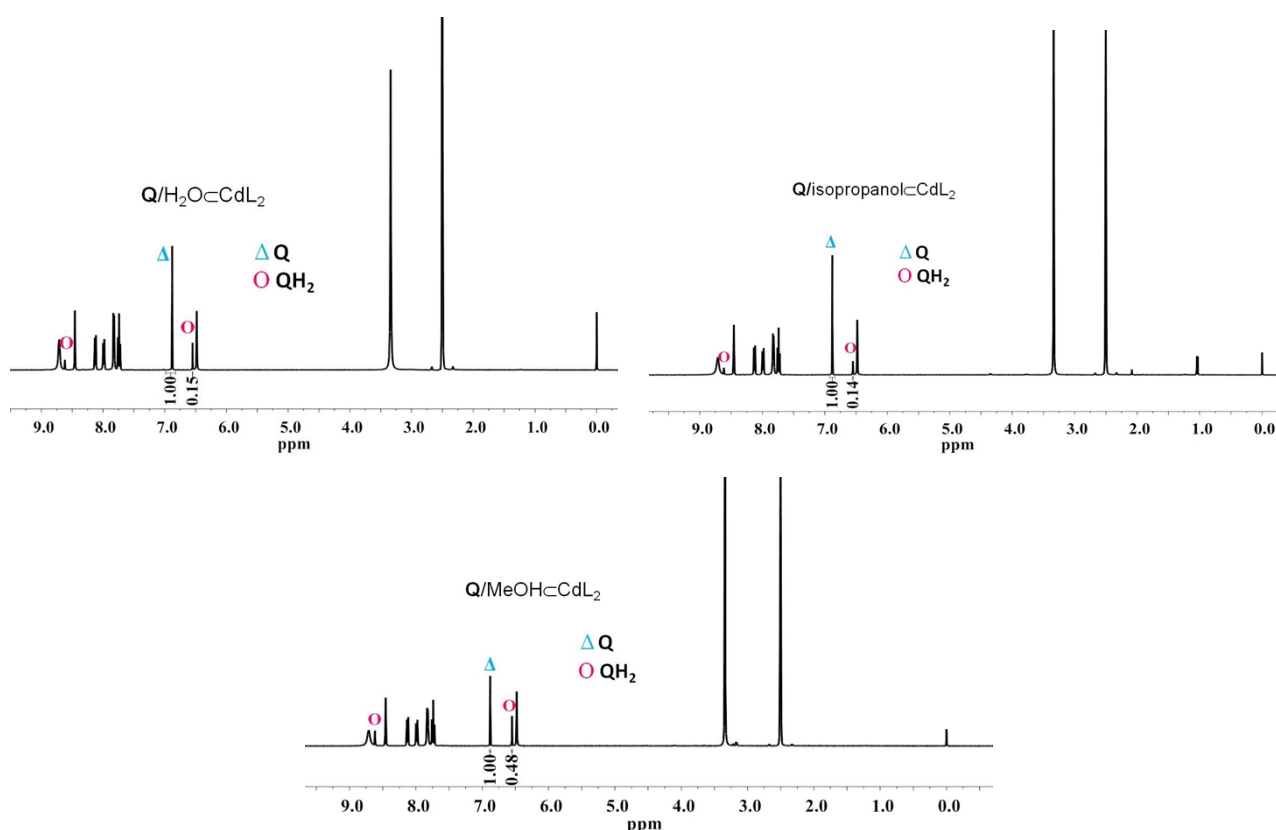 Q/H₂O⊂CdL₂
Δ
Δ Q
O QH₂
O
O
1.00
0.15
9.0 8.0 7.0 6.0 5.0 4.0 3.0 2.0 1.0 0.0
ppm
Q/isopropanol⊂CdL₂
Δ
Δ Q
O QH₂
O
O
1.00
0.14
9.0 8.0 7.0 6.0 5.0 4.0 3.0 2.0 1.0 0.0
ppm
Q/MeOH⊂CdL₂
Δ Q
Δ
O QH₂
O
O
1.00
0.48
9.0 8.0 7.0 6.0 5.0 4.0 3.0 2.0 1.0 0.0
ppm